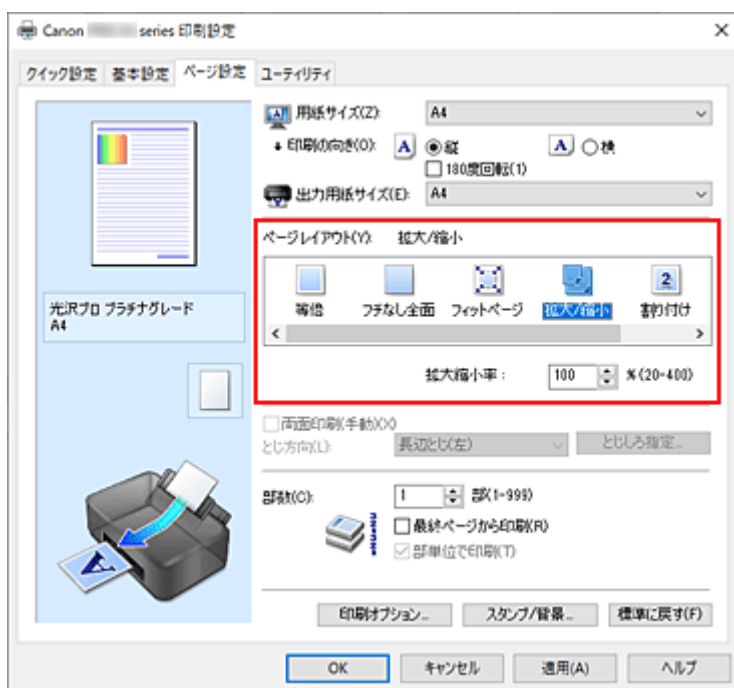 Canon series 印刷設定
クイック設定 基本設定 ページ設定 ユーティリティ
用紙サイズ(Z): A4
印刷の向き(O): A 縦 A 横
180度回転(1)
出力用紙サイズ(E): A4
ページレイアウト(Y): 拡大/縮小
等倍 フチなし全面 フィットページ 拡大/縮小 2 割り付け
光沢プロ プラチナグレード
A4
拡大縮小率: 100 %(20-400)
両面印刷(手動)(X)
とじ方向(L): 長辺とじ(左) とじしろ指定...
部数(C): 1 部(1-999)
最終ページから印刷(R)
部単位で印刷(T)
A
印刷オプション... スタンプ/背景... 標準に戻す(F)
OK キャンセル 適用(A) ヘルプ